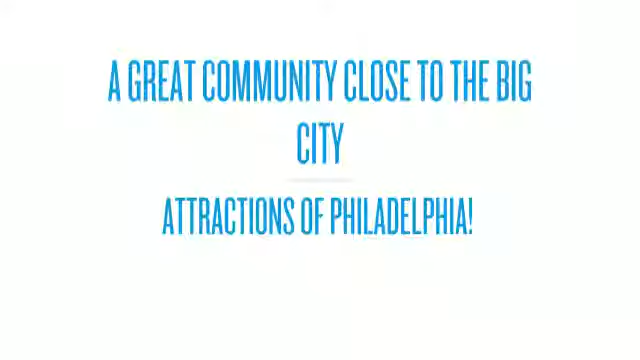 A GREAT COMMUNITY CLOSE TO THE BIG
CITY
ATTRACTIONS OF PHILADELPHIA!